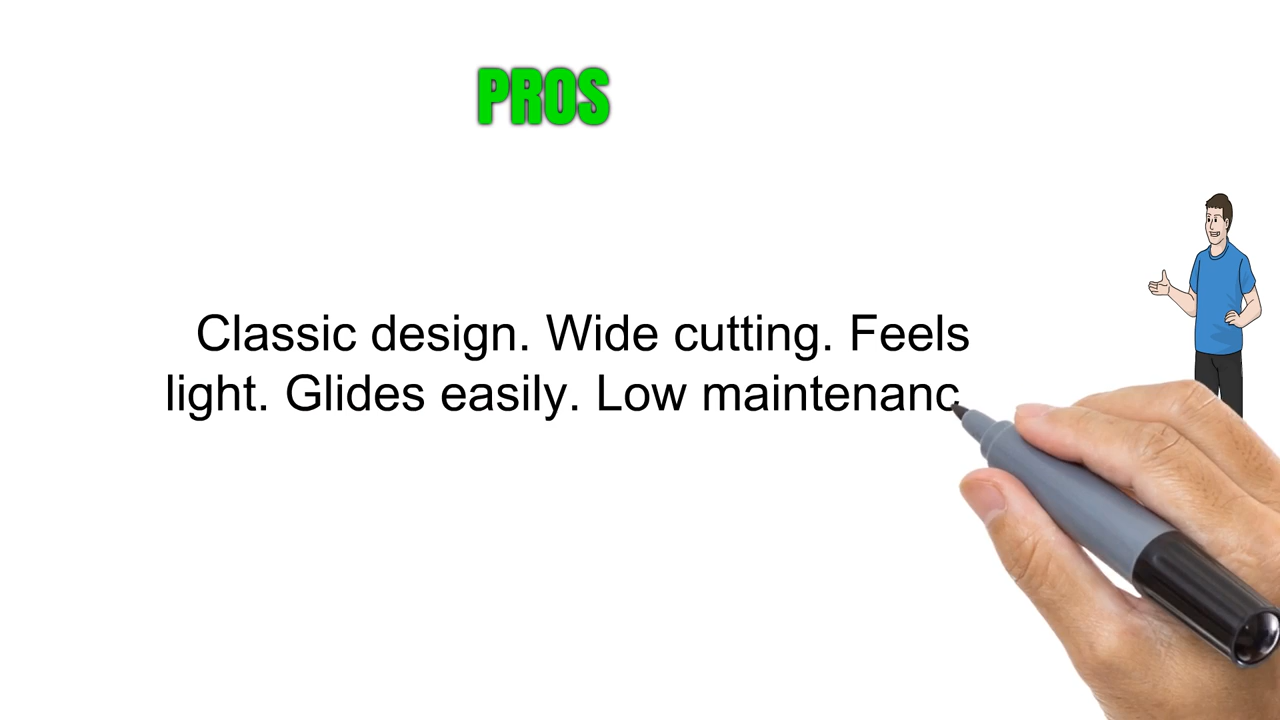 PROS
Classic design. Wide cutting. Feels
light. Glides easily. Low maintenanc